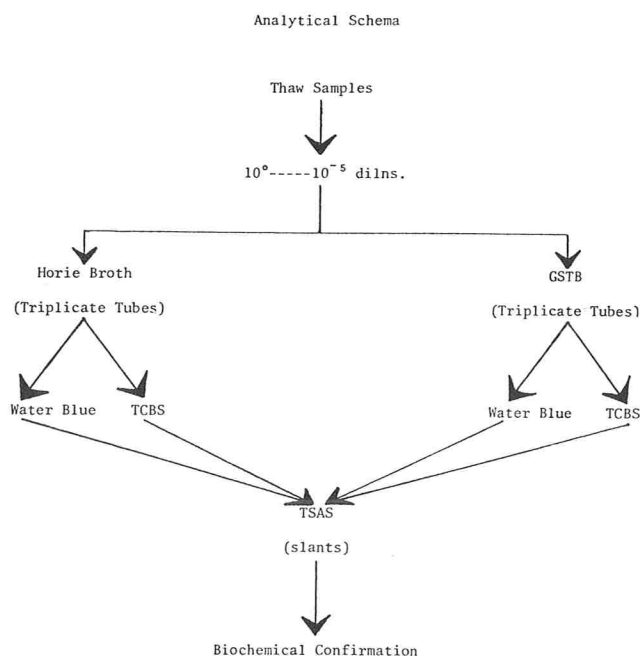 Analytical Schema
Thaw Samples
10°-----10⁻⁵ dilns.
Horie Broth
GSTB
(Triplicate Tubes)
(Triplicate Tubes)
Water Blue
TCBS
Water Blue
TCBS
TSAS
(slants)
Biochemical Confirmation